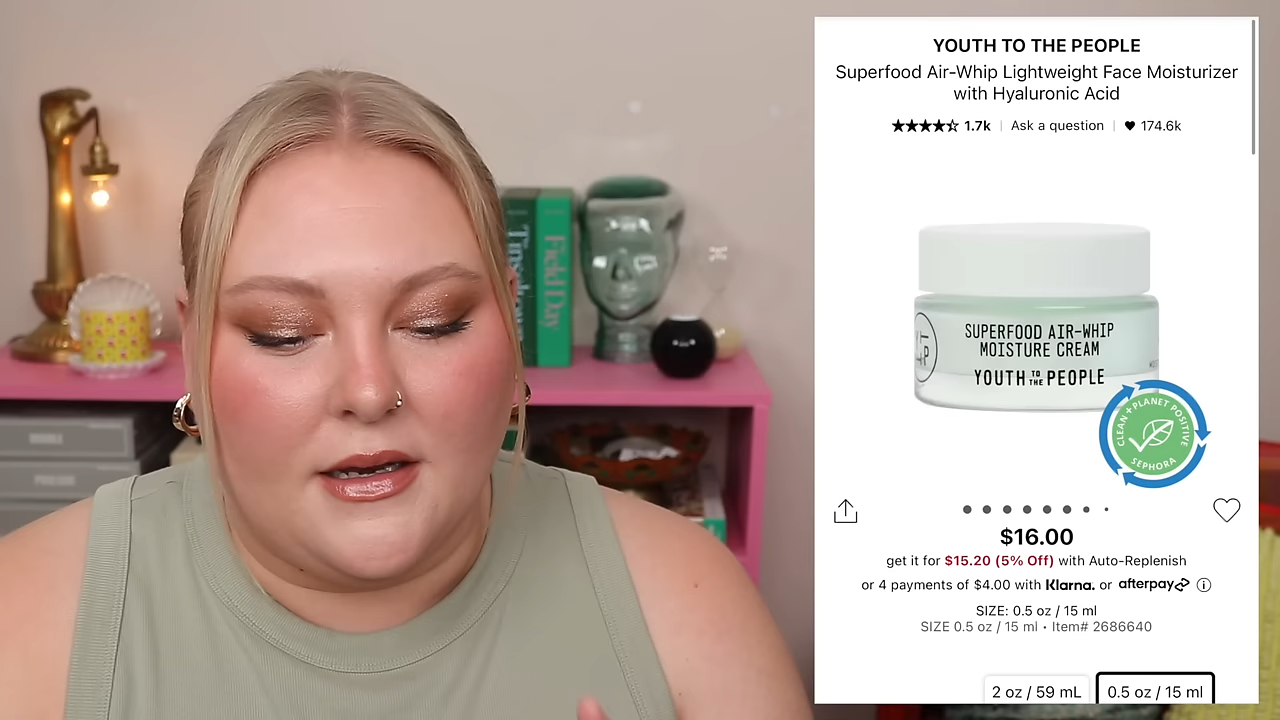 YOUTH TO THE PEOPLE
Superfood Air-Whip Lightweight Face Moisturizer
with Hyaluronic Acid
1.7k | Ask a question | 174.6k
Field Day
SUPERFOOD AIR-WHIP
MOISTURE CREAM
YOUTH TO THE PEOPLE
CLEAN + PLANET POSITIVE
SEPHORA
$16.00
get it for $15.20 (5% Off) with Auto-Replenish
or 4 payments of $4.00 with Klarna. or afterpay
SIZE: 0.5 oz / 15 ml
SIZE 0.5 oz / 15 ml • Item# 2686640
2 oz / 59 mL
0.5 oz / 15 ml